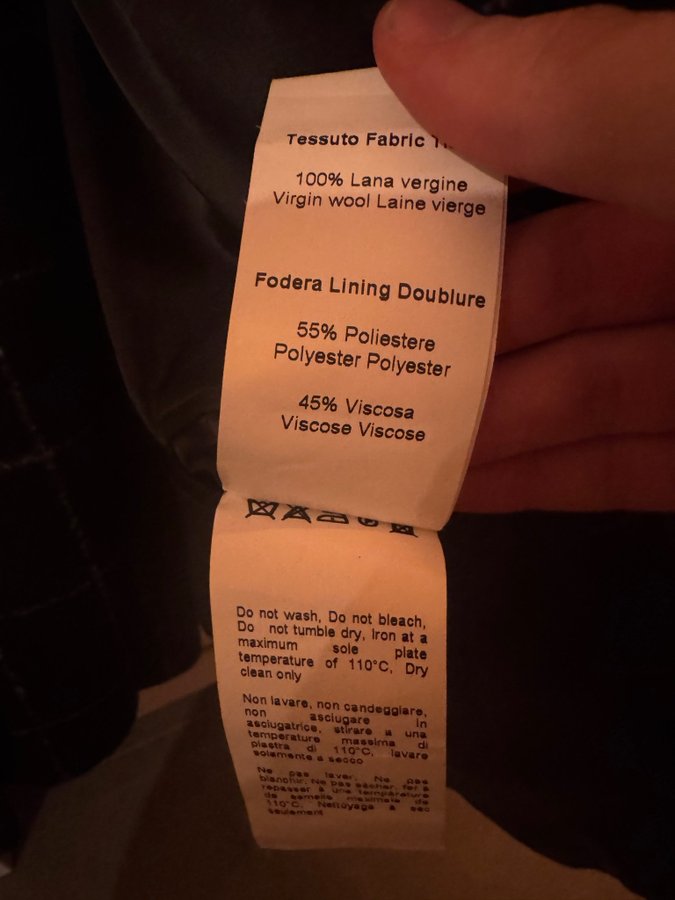 Tessuto Fabric
100% Lana vergine
Virgin wool Laine vierge
Fodera Lining Doublure
55% Poliestere
Polyester Polyester
45% Viscosa
Viscose Viscose
Do not wash, Do not bleach,
Do not tumble dry, Iron at a
maximum sole plate
temperature of 110°C, Dry
clean only
Non lavare, non candeggiare,
non asciugare in
asciugatrice, stirare a una
temperatura massima di
piastra di 110°C, lavare
solamente a secco
Ne pas laver, Ne pas
blanchir, Ne pas sécher, fer à
repasser à une température
de semelle maximale de
110°C, Nettoyage à sec
seulement